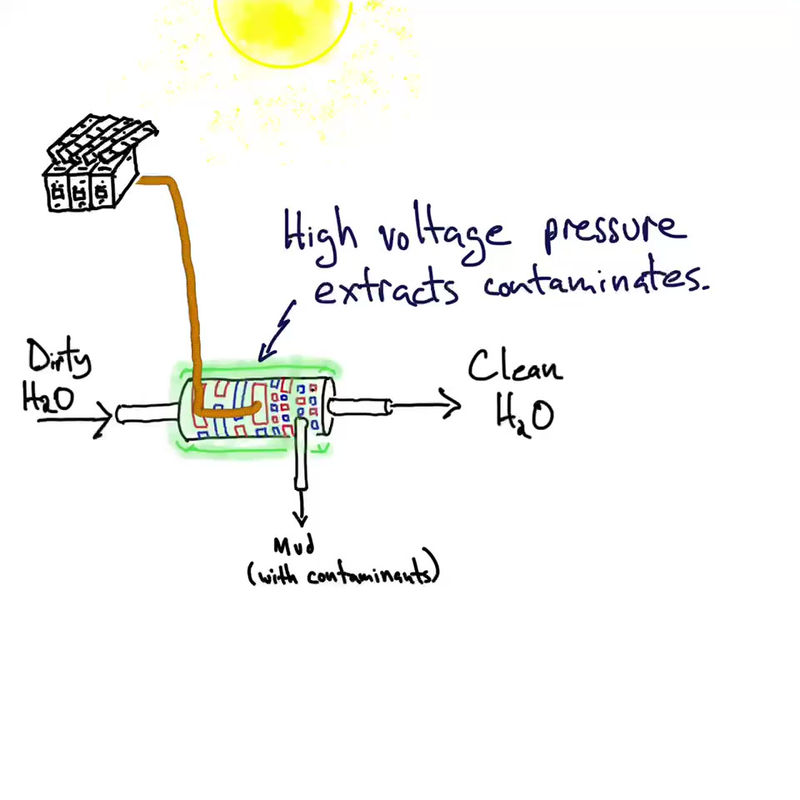 High voltage pressure
extracts contaminates.
Dirty
H2O
Clean
H2O
Mud
(with contaminants)